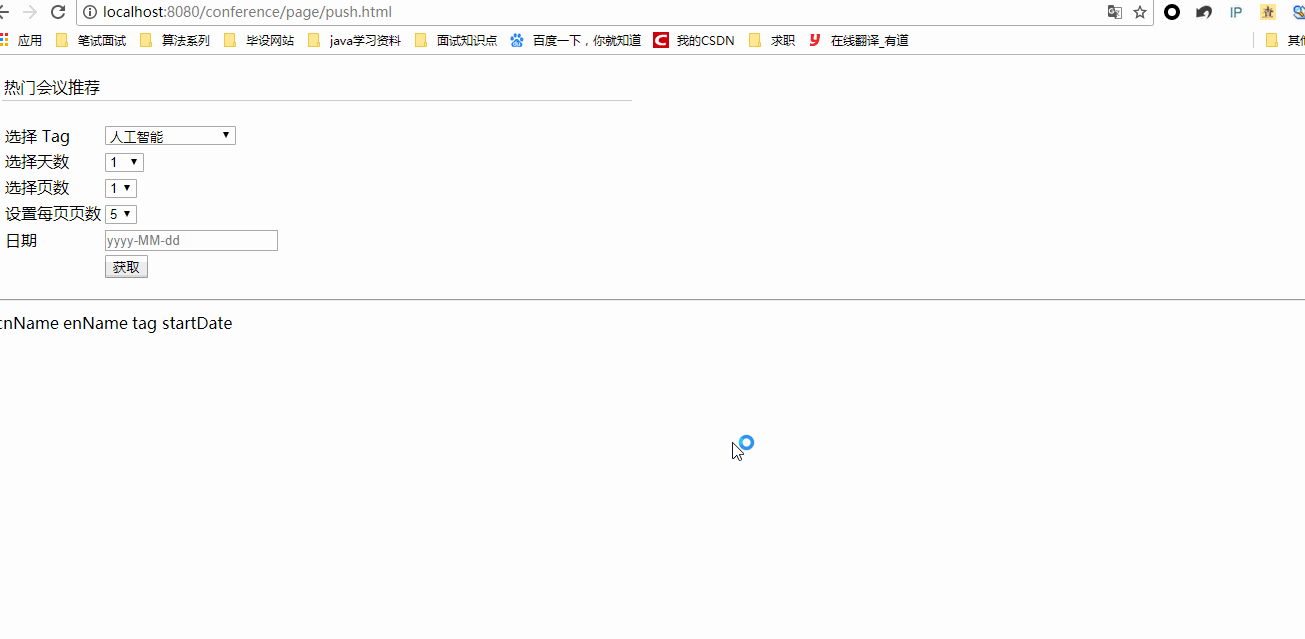 localhost:8080/conference/page/push.html IP
应用 笔试面试 算法系列 毕设网站 java学习资料 面试知识点 百度一下，你就知道 我的CSDN 求职 在线翻译_有道
热门会议推荐
选择 Tag 人工智能
选择天数 1
选择页数 1
设置每页页数 5
日期 yyyy-MM-dd
获取
cnName enName tag startDate